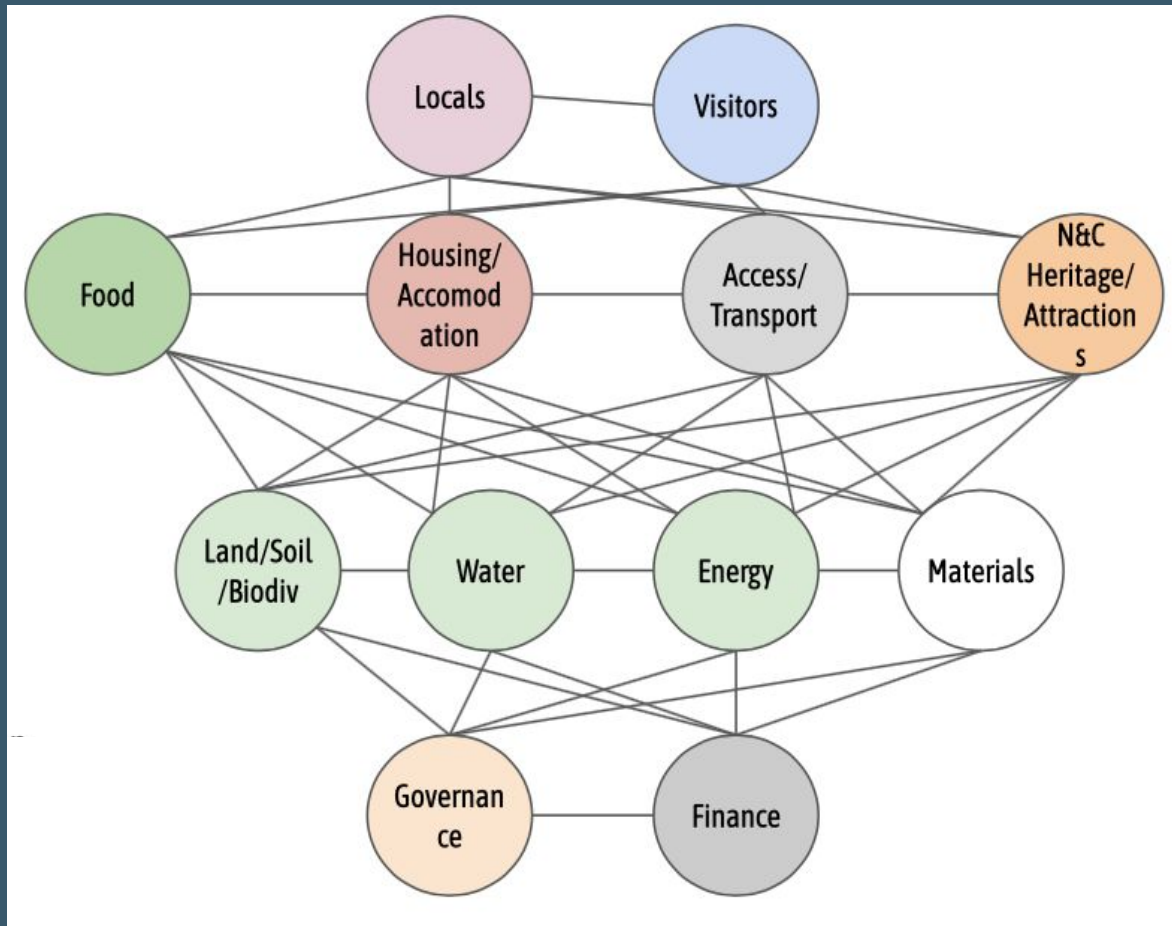 Locals
Visitors
Food
Housing/
Accomod
ation
Access/
Transport
N&C
Heritage/
Attraction
s
Land/Soil
/Biodiv
Water
Energy
Materials
Governan
ce
Finance